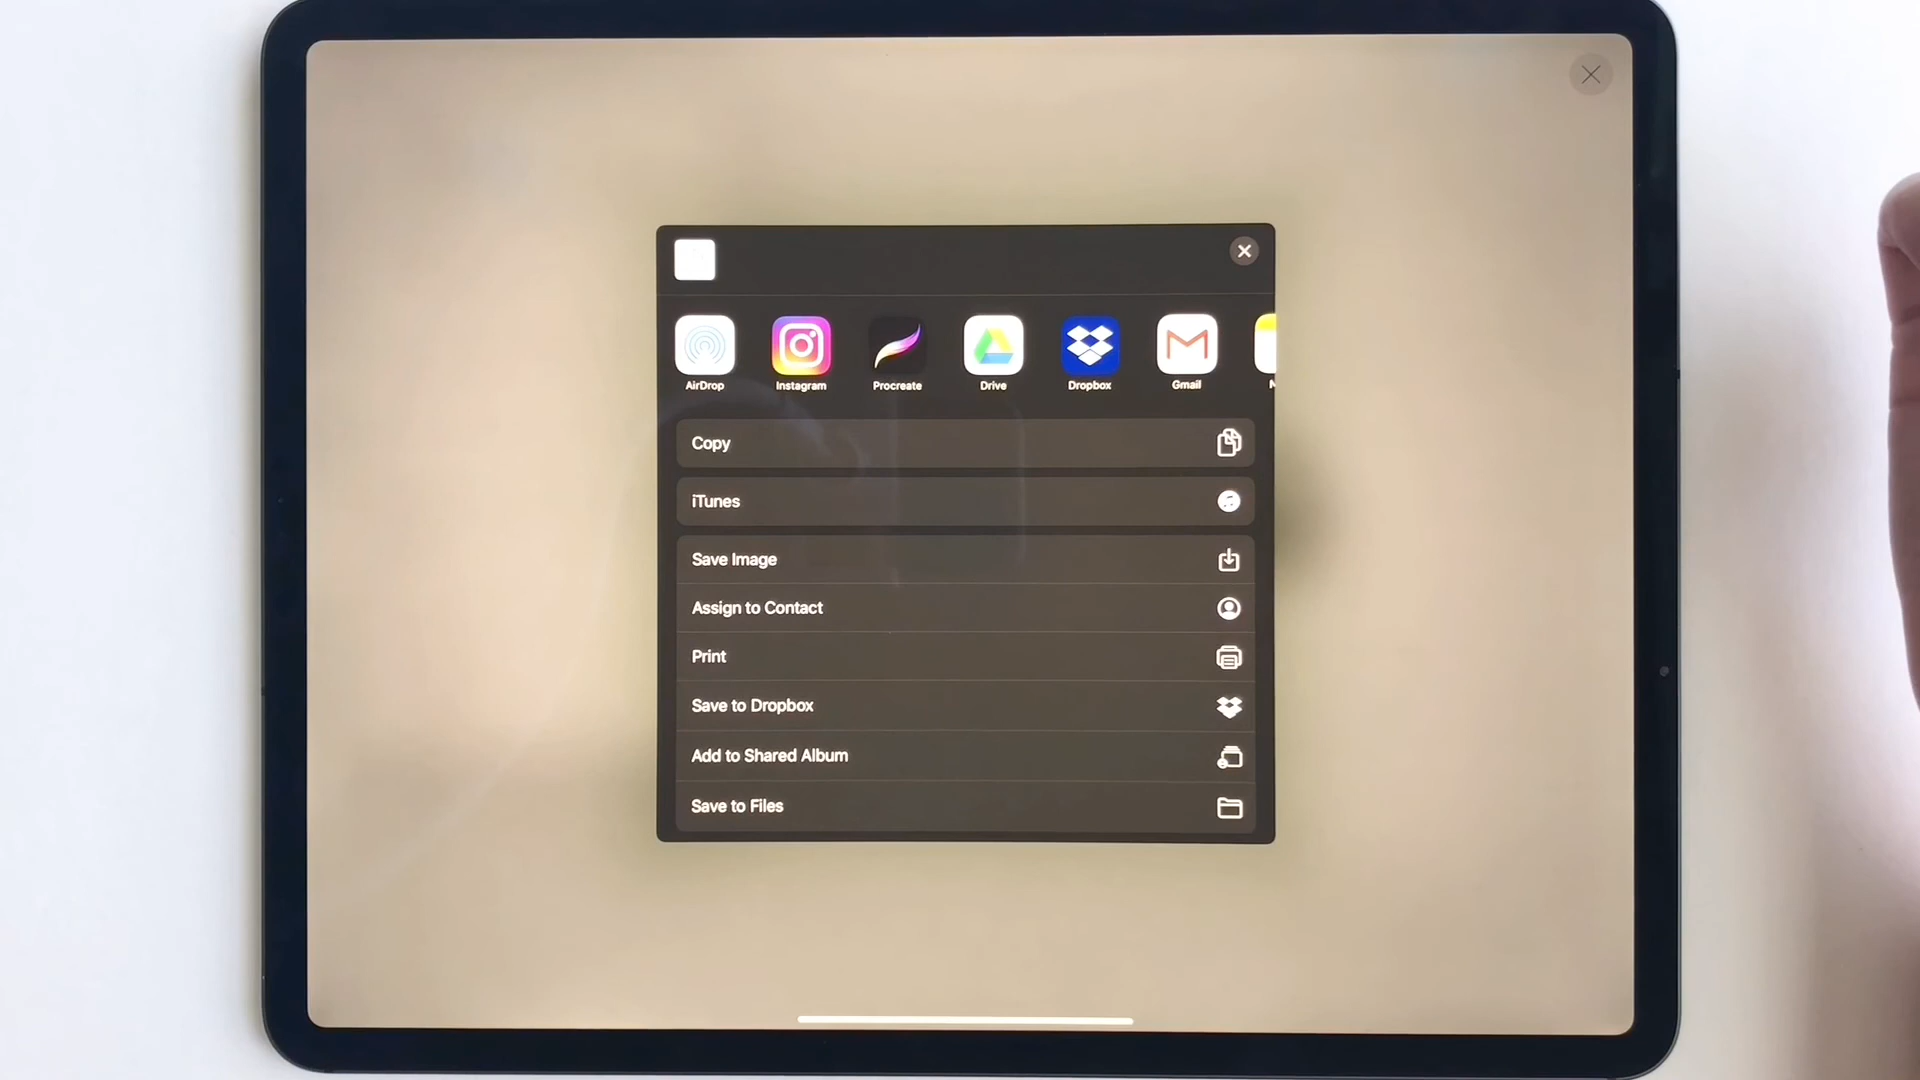 AirDrop
Instagram
Procreate
Drive
Dropbox
Gmail
Copy
iTunes
Save Image
Assign to Contact
Print
Save to Dropbox
Add to Shared Album
Save to Files